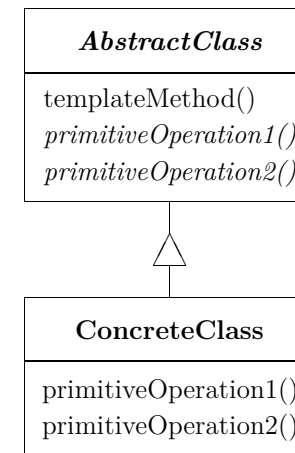 AbstractClass
templateMethod()
primitiveOperation1()
primitiveOperation2()
ConcreteClass
primitiveOperation1()
primitiveOperation2()